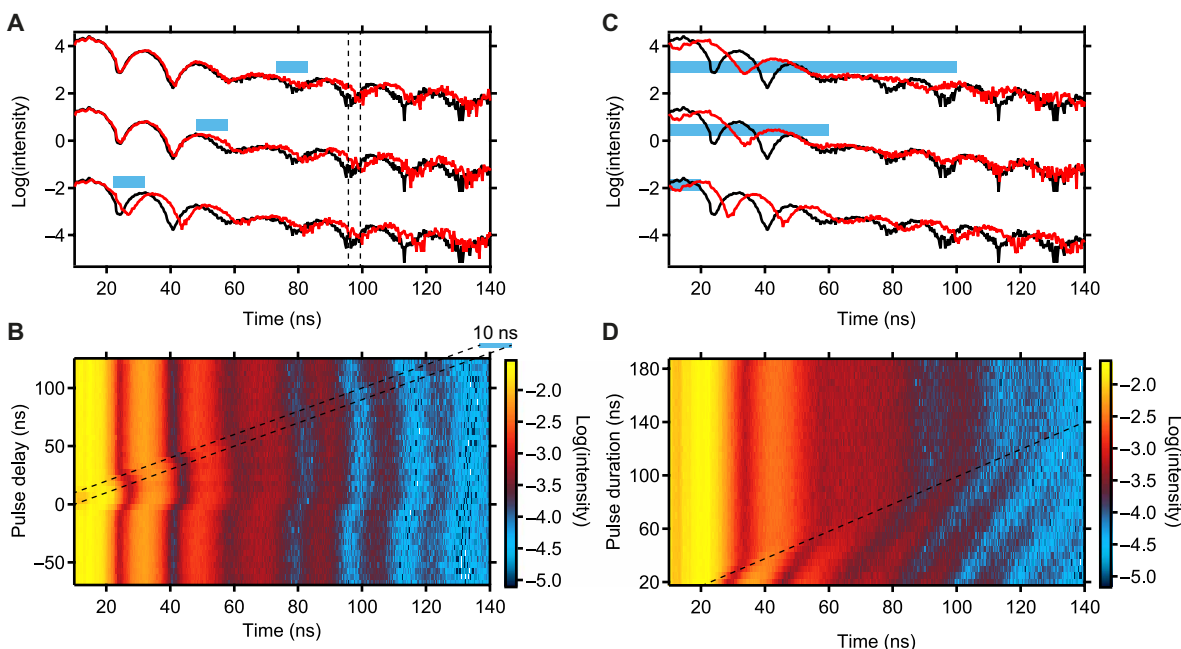 A
Log(intensity)
4
2
0
−2
−4
20 40 60 80 100 120 140
Time (ns)
C
Log(intensity)
4
2
0
−2
−4
20 40 60 80 100 120 140
Time (ns)
B
10 ns
Pulse delay (ns)
100
50
0
−50
20 40 60 80 100 120 140
Time (ns)
−2.0
−2.5
−3.0
−3.5
−4.0
−4.5
−5.0
Log(intensity)
D
Pulse duration (ns)
180
140
100
60
20
20 40 60 80 100 120 140
Time (ns)
−2.0
−2.5
−3.0
−3.5
−4.0
−4.5
−5.0
Log(intensity)